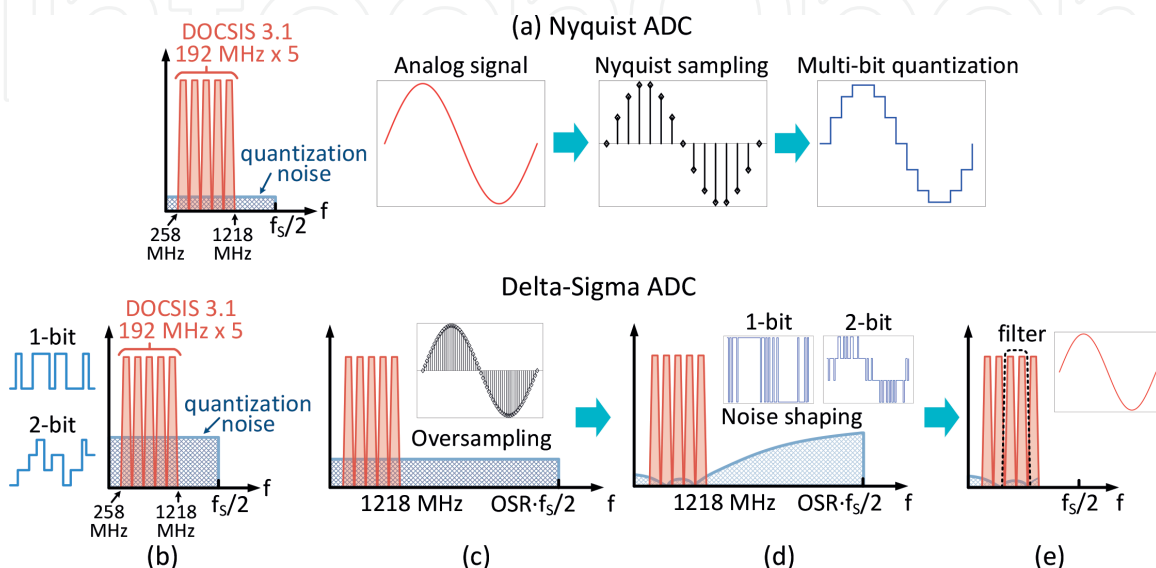 (a) Nyquist ADC
DOCSIS 3.1
192 MHz x 5
quantization
noise
258
MHz
1218
MHz
fS/2
f
Analog signal
Nyquist sampling
Multi-bit quantization
Delta-Sigma ADC
1-bit
2-bit
DOCSIS 3.1
192 MHz x 5
quantization
noise
258
MHz
1218
MHz
fS/2
f
(b)
Oversampling
1218 MHz
OSR·fS/2
f
(c)
1-bit
2-bit
Noise shaping
1218 MHz
OSR·fS/2
f
(d)
filter
fS/2
f
(e)